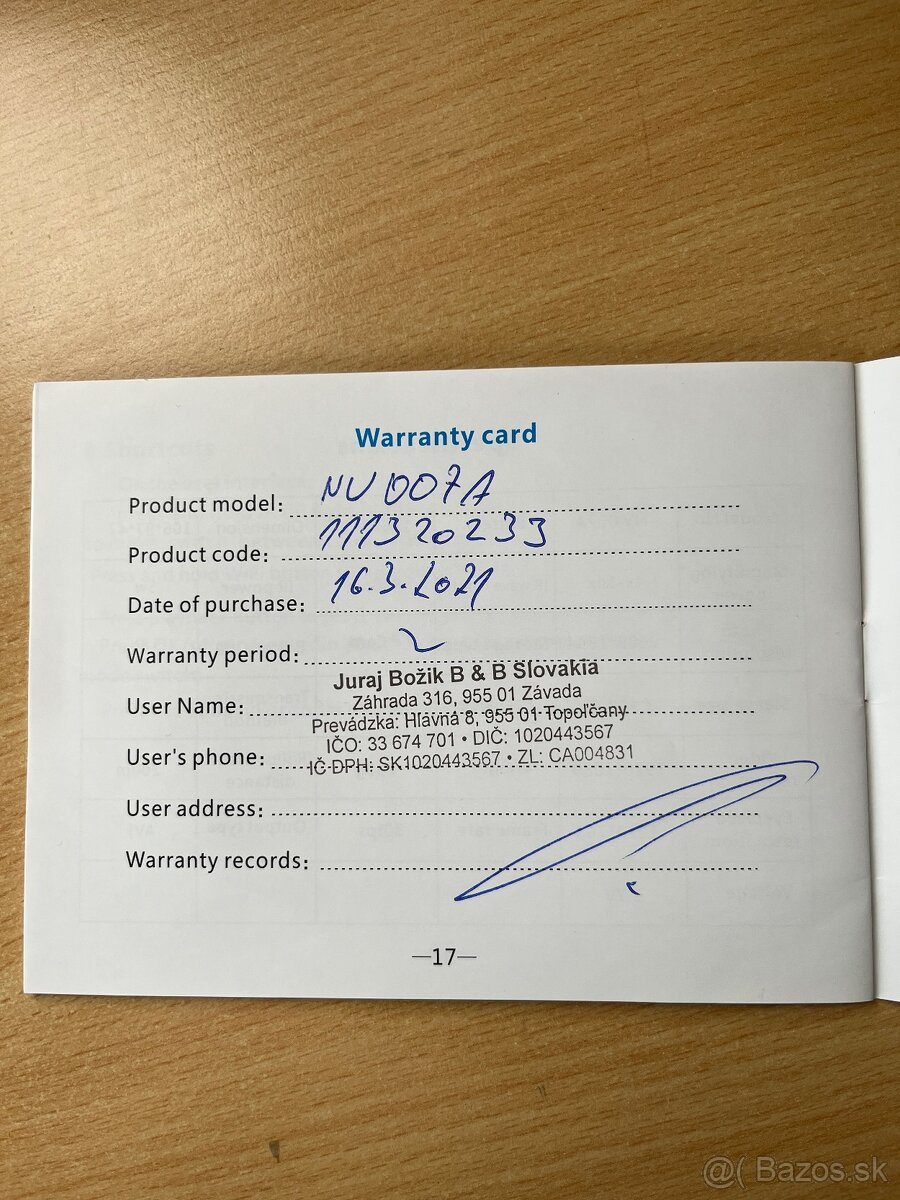 Warranty card
Product model: NV007A
Product code: 111320233
Date of purchase: 16.3.2021
Warranty period: 2
Juraj Božik B & B Slovakia
Záhrada 316, 955 01 Závada
User Name:
Prevádzka: Hlavná 8, 955 01 Topoľčany
IČO: 33 674 701 • DIČ: 1020443567
User's phone:
IČ DPH: SK1020443567 • ZL: CA004831
User address:
Warranty records:
—17—
@( Bazos.sk